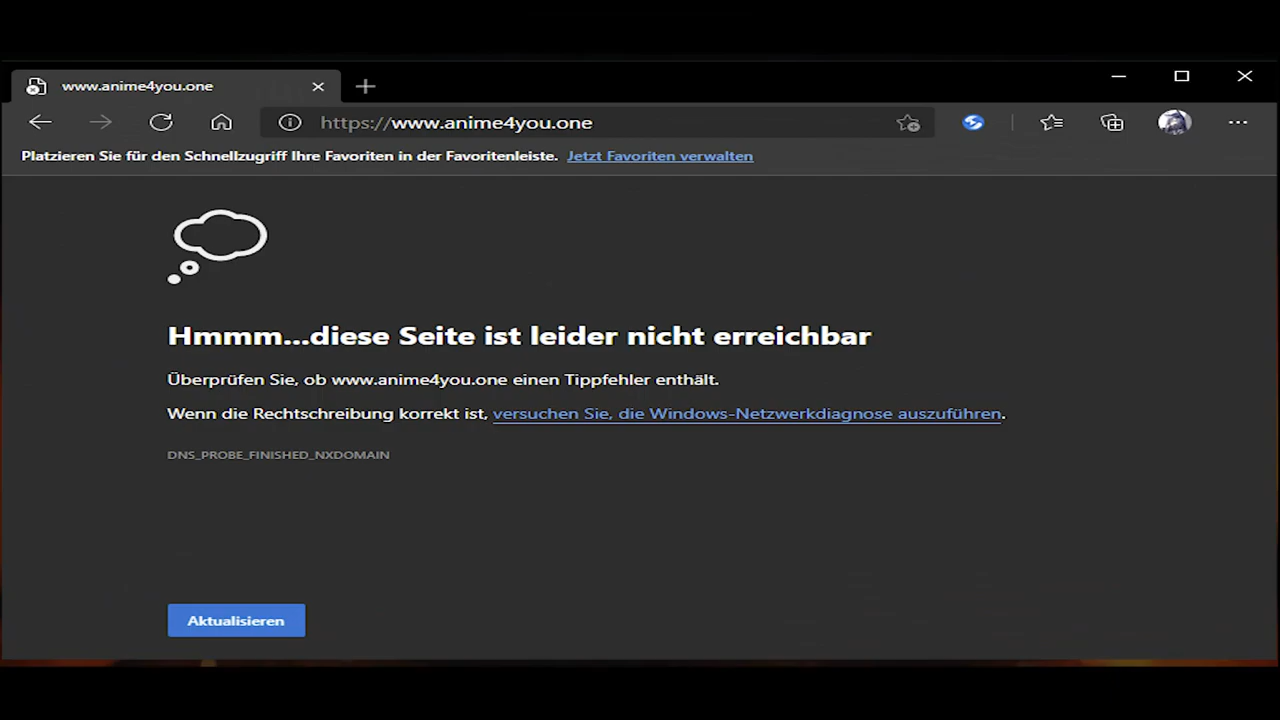 www.anime4you.one
https://www.anime4you.one
Platzieren Sie für den Schnellzugriff Ihre Favoriten in der Favoritenleiste. Jetzt Favoriten verwalten
Hmmm...diese Seite ist leider nicht erreichbar
Überprüfen Sie, ob www.anime4you.one einen Tippfehler enthält.
Wenn die Rechtschreibung korrekt ist, versuchen Sie, die Windows-Netzwerkdiagnose auszuführen.
DNS_PROBE_FINISHED_NXDOMAIN
Aktualisieren